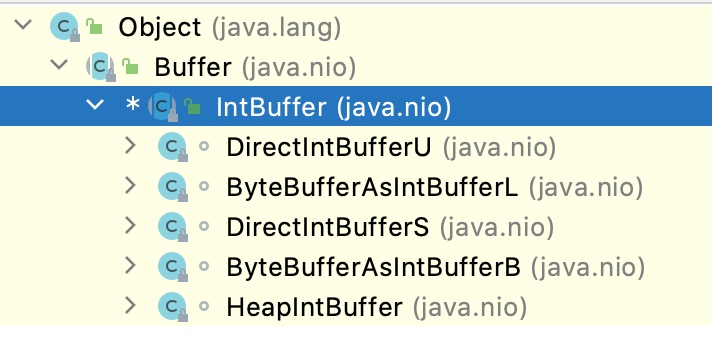 Object (java.lang)
Buffer (java.nio)
* IntBuffer (java.nio)
DirectIntBufferU (java.nio)
ByteBufferAsIntBufferL (java.nio)
DirectIntBufferS (java.nio)
ByteBufferAsIntBufferB (java.nio)
HeapIntBuffer (java.nio)